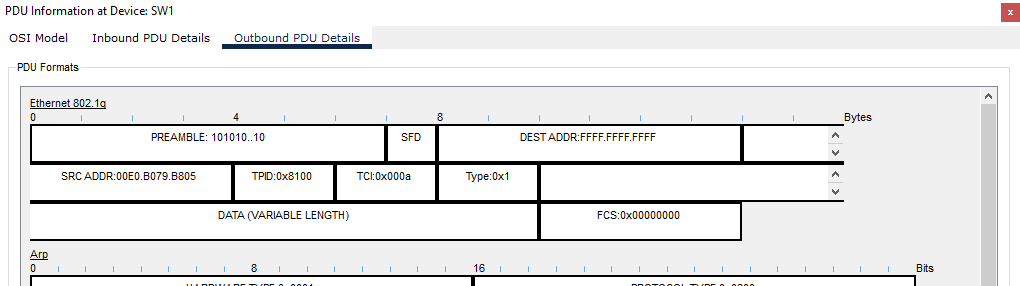 PDU Information at Device: SW1
x
OSI Model Inbound PDU Details Outbound PDU Details
PDU Formats
Ethernet 802.1q
0 4 8 Bytes
PREAMBLE: 101010..10 SFD DEST ADDR:FFFF.FFFF.FFFF
SRC ADDR:00E0.B079.B805 TPID:0x8100 TCI:0x000a Type:0x1
DATA (VARIABLE LENGTH) FCS:0x00000000
Arp
0 8 16 Bits